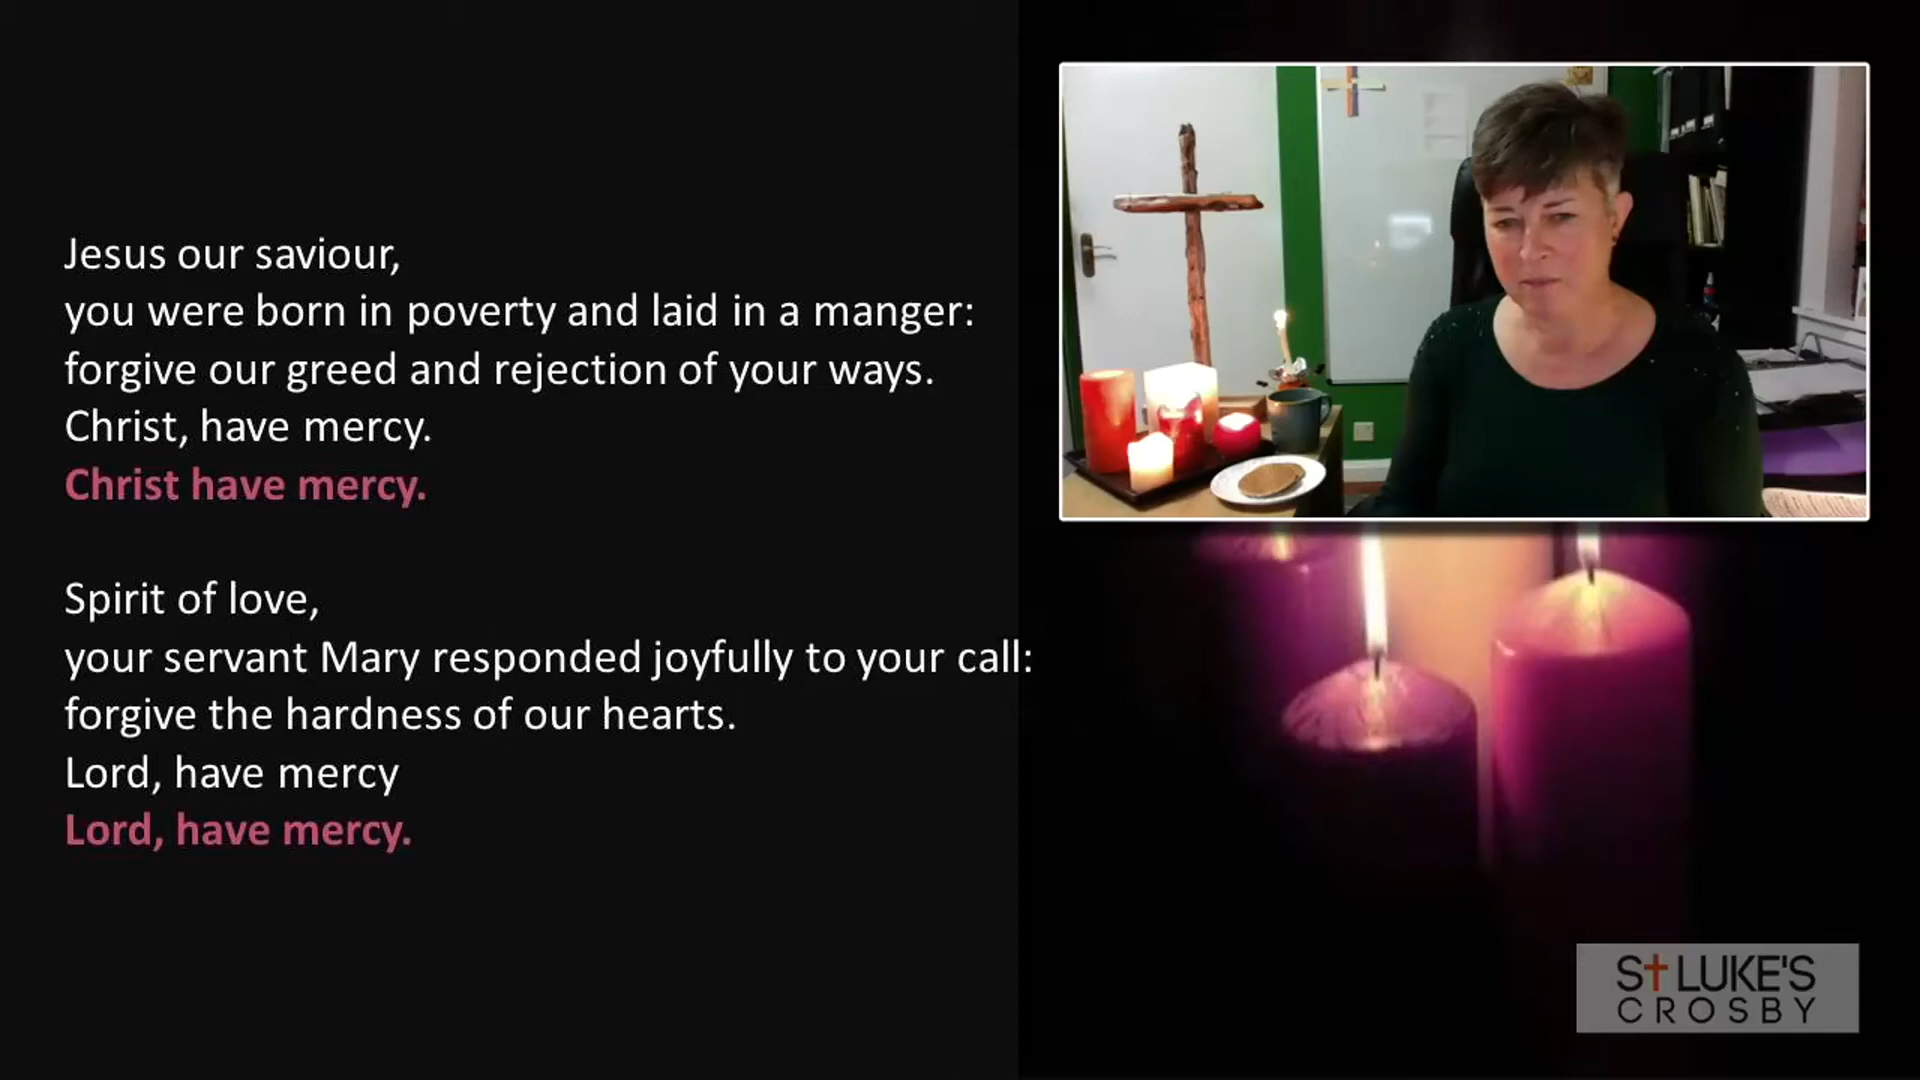 Jesus our saviour,
you were born in poverty and laid in a manger:
forgive our greed and rejection of your ways.
Christ, have mercy.
Christ have mercy.
Spirit of love,
your servant Mary responded joyfully to your call:
forgive the hardness of our hearts.
Lord, have mercy
Lord, have mercy.
St LUKE'S
CROSBY